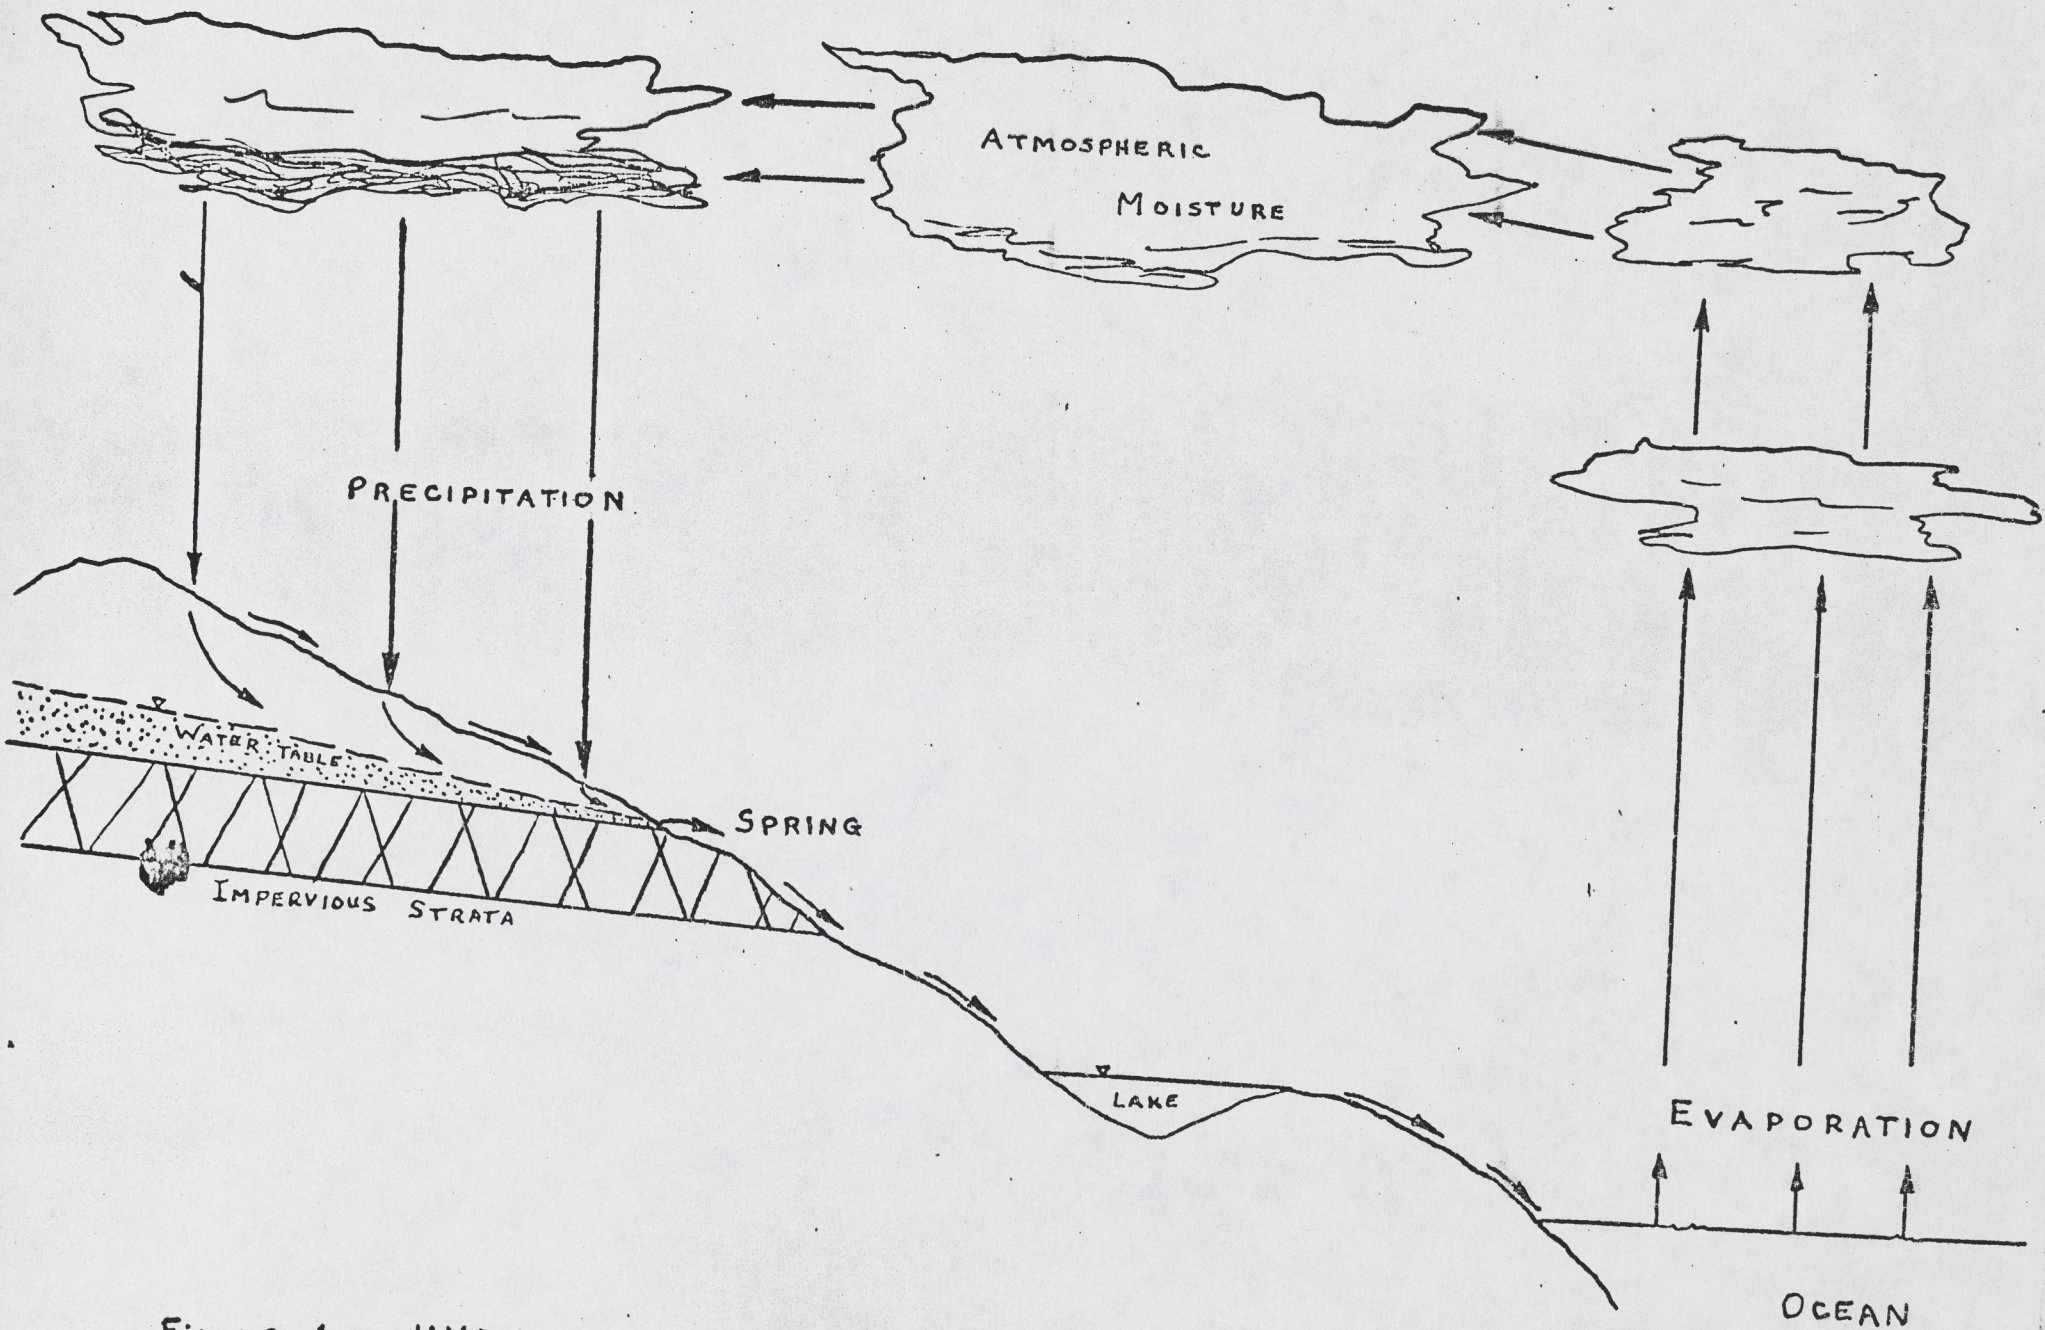 ATMOSPHERIC
MOISTURE
PRECIPITATION
WATER TABLE
SPRING
IMPERVIOUS STRATA
LAKE
EVAPORATION
OCEAN